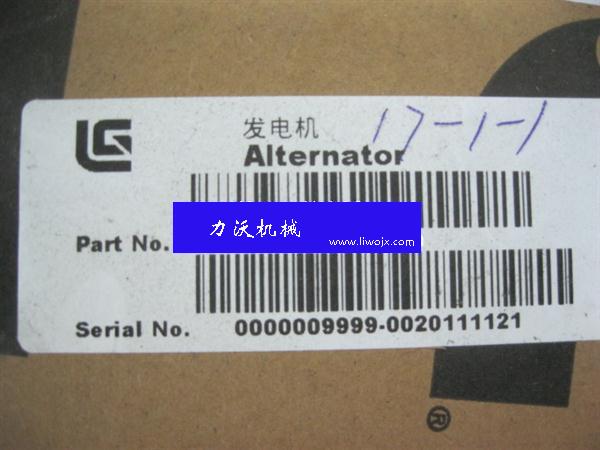 LG
发电机
17-1-1
Alternator
Part No.
力沃机械
www.liwojx.com
Serial No. 0000009999-0020111121
®